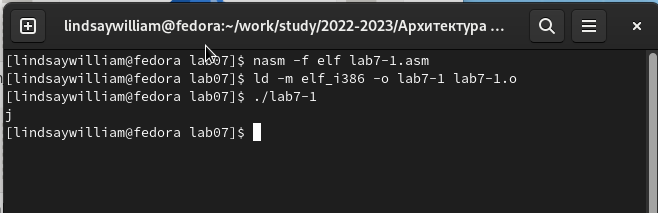 lindsaywilliam@fedora:~/work/study/2022-2023/Архитектура ...
[lindsaywilliam@fedora lab07]$ nasm -f elf lab7-1.asm
[lindsaywilliam@fedora lab07]$ ld -m elf_i386 -o lab7-1 lab7-1.o
[lindsaywilliam@fedora lab07]$ ./lab7-1
j
[lindsaywilliam@fedora lab07]$